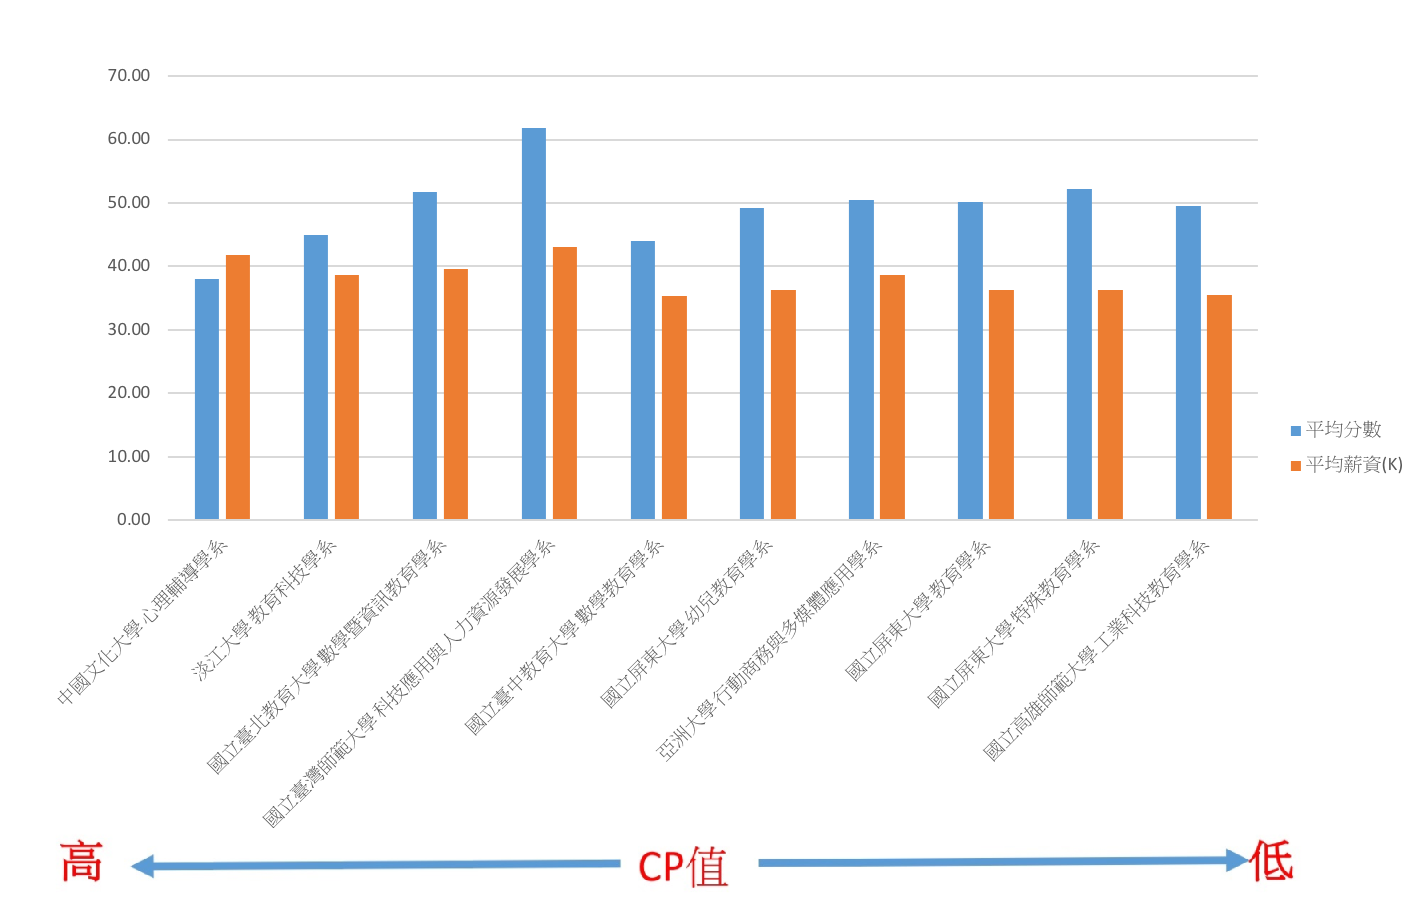 70.00
60.00
50.00
40.00
30.00
20.00
10.00
0.00
平均分數
平均薪資(K)
中國文化大學 心理輔導學系
淡江大學 教育科技學系
國立臺北教育大學 數學暨資訊教育學系
國立臺灣師範大學 科技應用與人力資源發展學系
國立臺中教育大學 數學教育學系
國立屏東大學 幼兒教育學系
亞洲大學 行動商務與多媒體應用學系
國立屏東大學 教育學系
國立屏東大學 特殊教育學系
國立高雄師範大學 工業科技教育學系
高 CP值 低